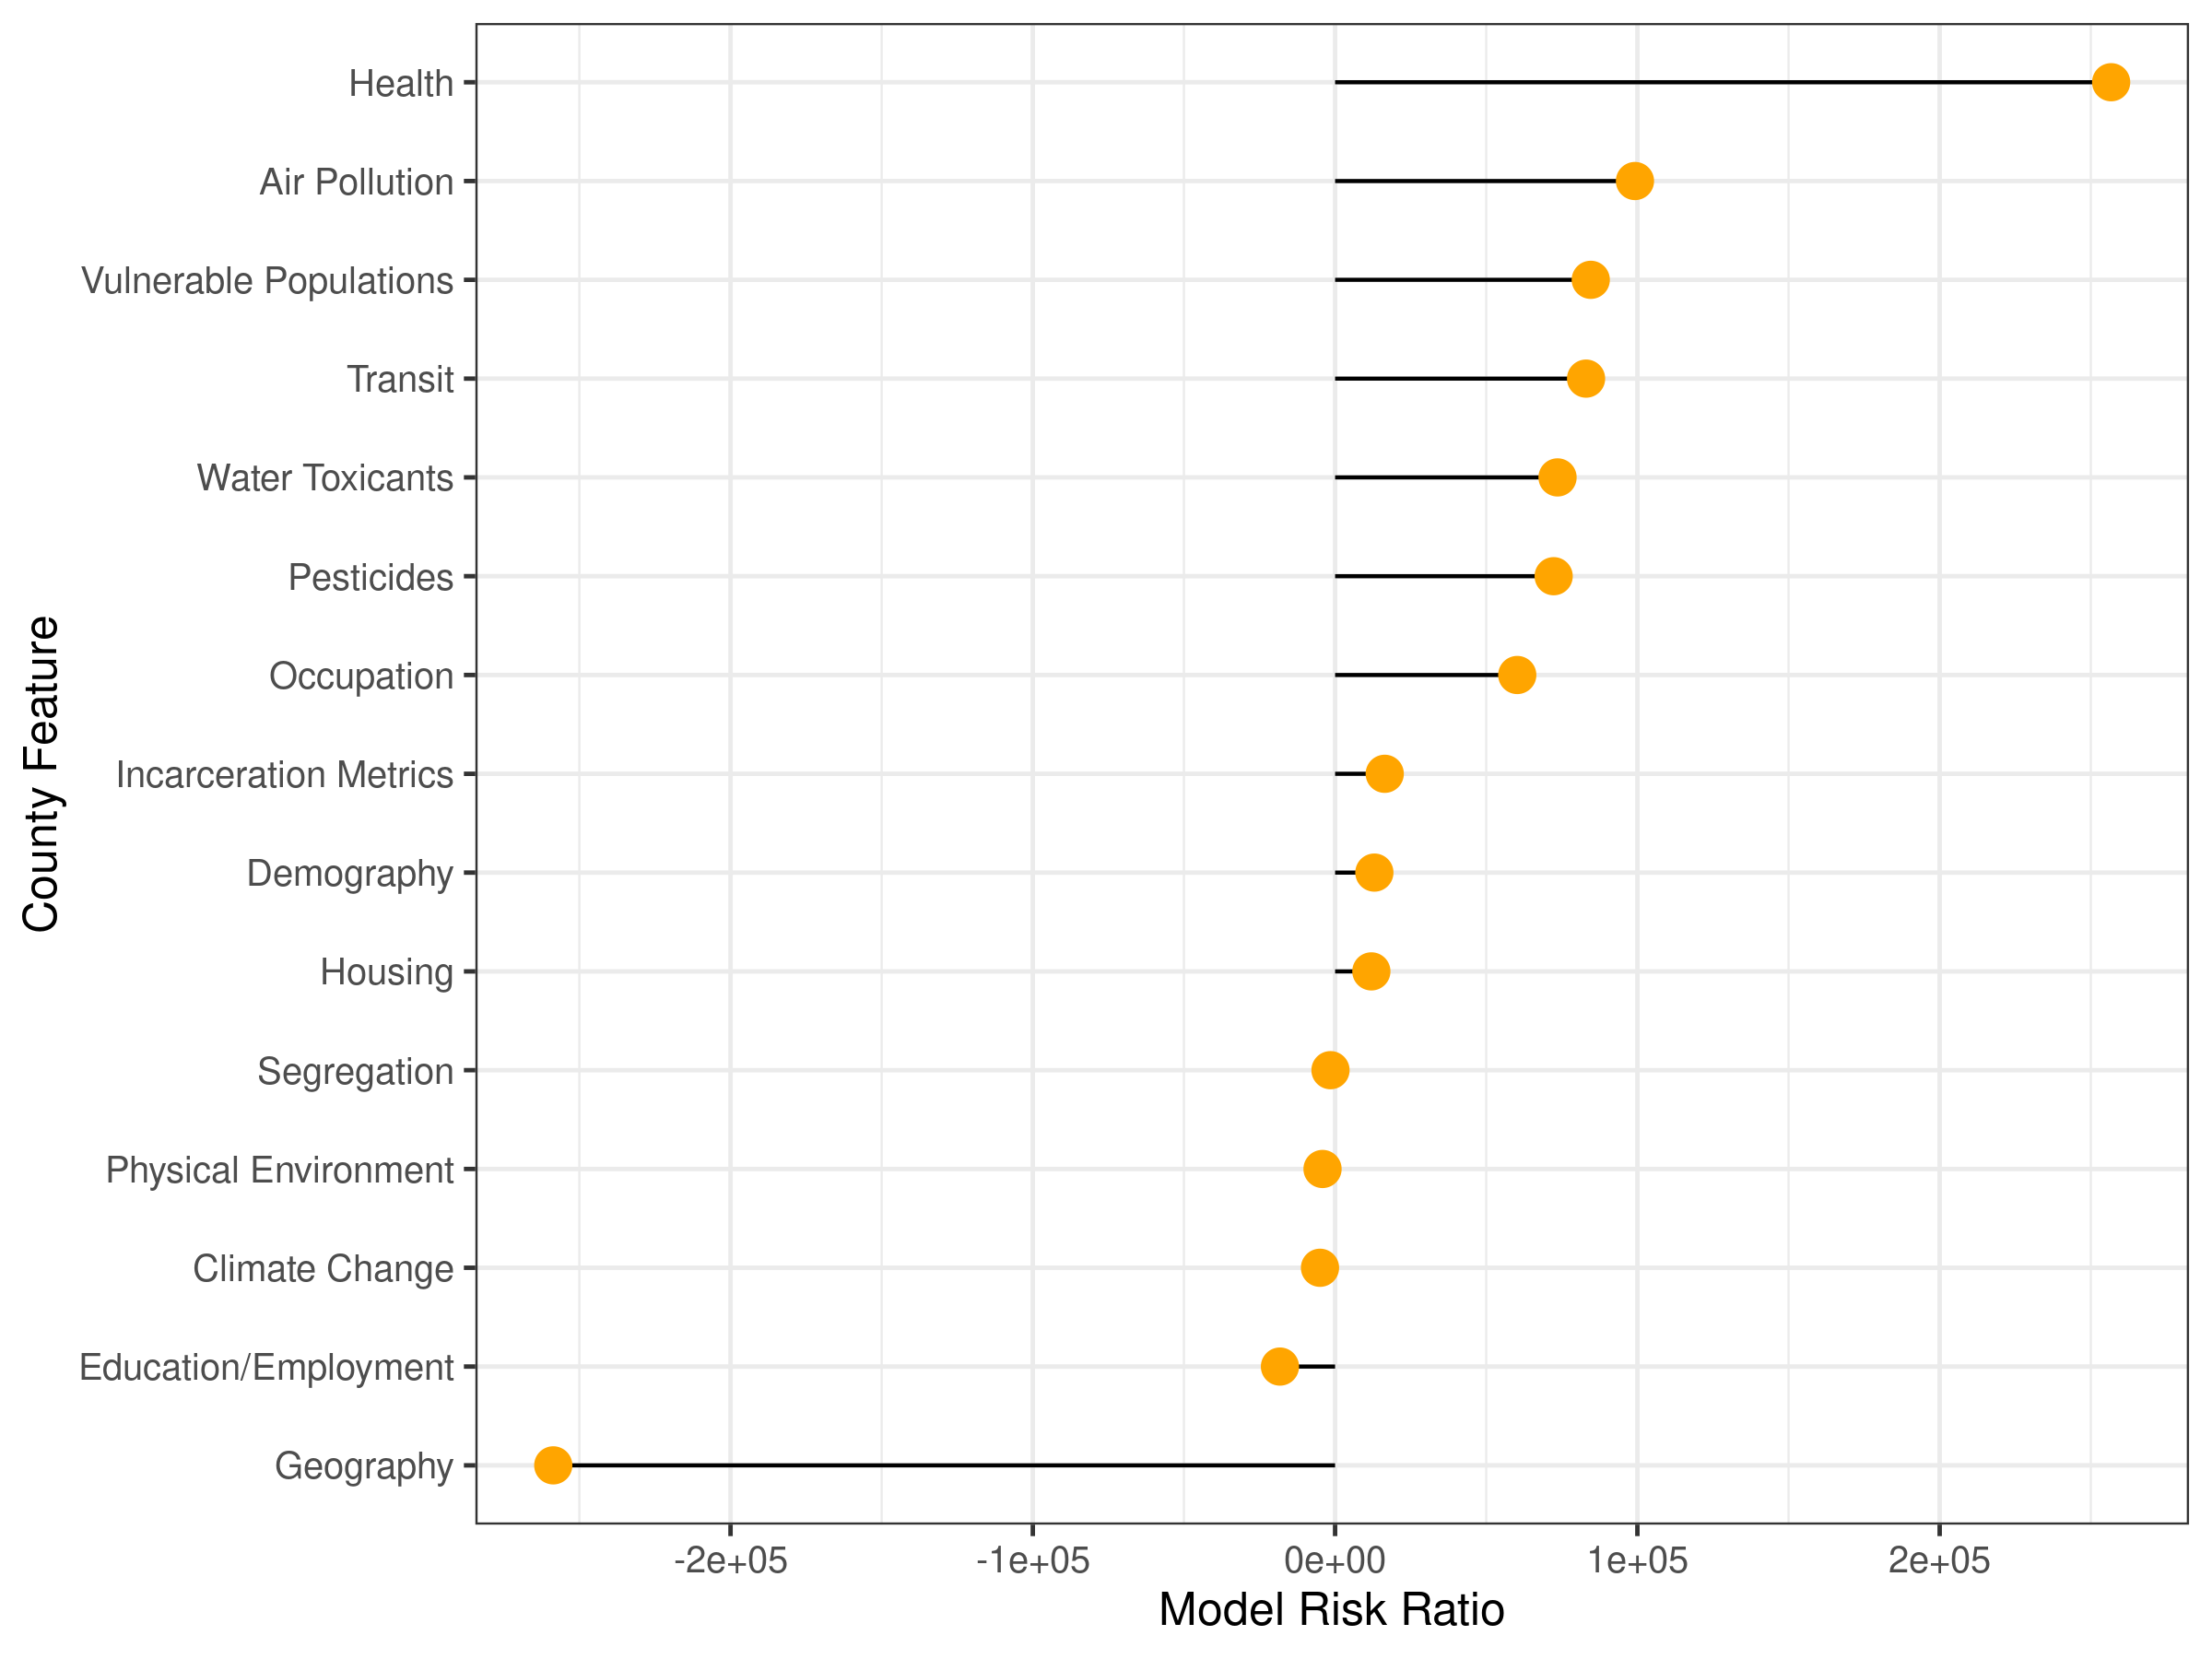 Health
Air Pollution
Vulnerable Populations
Transit
Water Toxicants
Pesticides
Occupation
Incarceration Metrics
Demography
Housing
Segregation
Physical Environment
Climate Change
Education/Employment
Geography
County Feature
-2e+05 -1e+05 0e+00 1e+05 2e+05
Model Risk Ratio